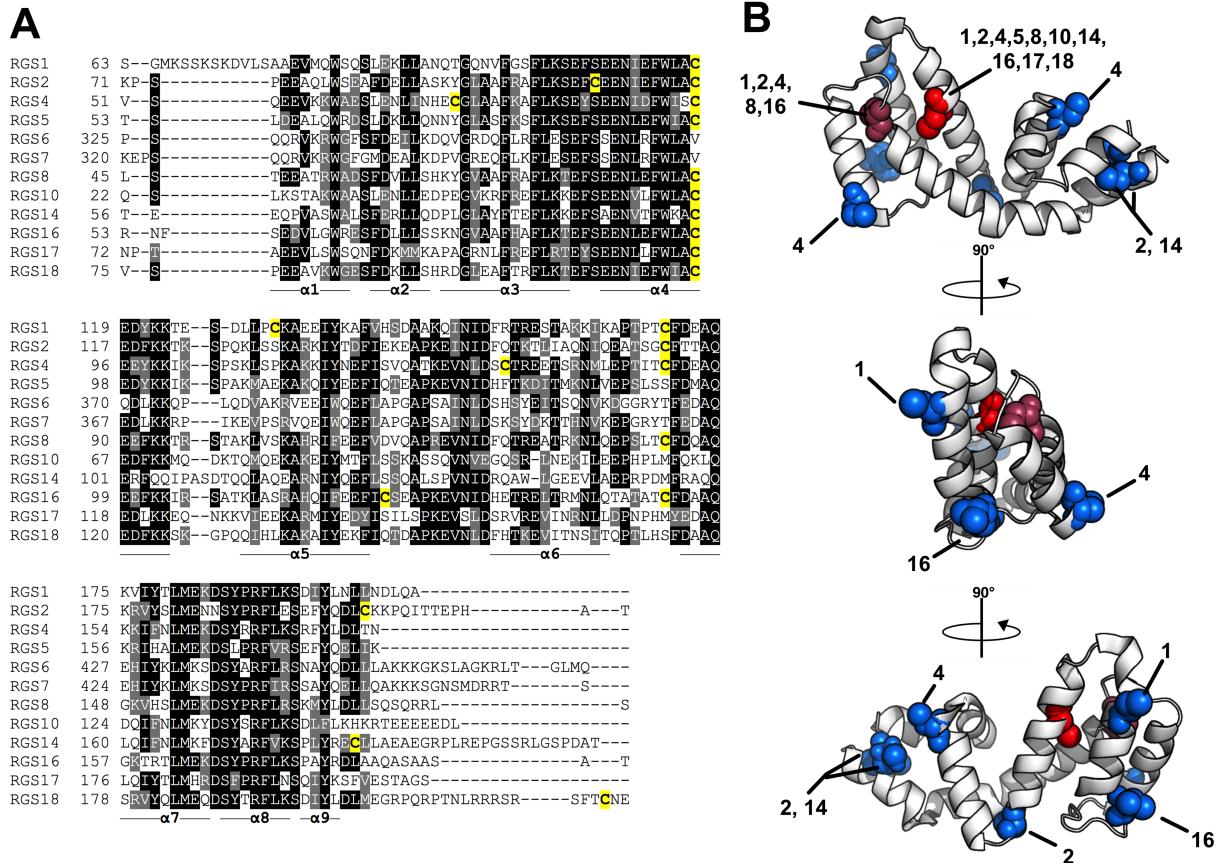 A
RGS1 63 S--GMKSSKSKDVLSAAEVMQWSQSLEKLLANQTGQNVFGSFLKSEFSEENIEFWLAC
RGS2 71 KP-S-----------PEEAQLWSEAFDELLASKYGLAAFRAFLKSEFCEENIEFWLAC
RGS4 51 V--S-----------QEEVKKWAESLENLINHECGLAAFKAFLKSEYSEENIDFWISC
RGS5 53 T--S-----------LDEALQWRDSLDKLLQNNYGLASFKSFLKSEFSEENLEFWIAC
RGS6 325 P--S-----------QQRVKRWGFSFDEILKDQVGRDQFLRFLESEFSSENLRFWLAV
RGS7 320 KEPS-----------QQRVKRWGFGMDEALKDPVGREQFLKFLESEFSSENLRFWLAV
RGS8 45 L--S-----------TEEATRWADSFDVLLSHKYGVAAFRAFLKTEFSEENLEFWLAC
RGS10 22 Q--S-----------LKSTAKWAASLENLLEDPEGVKRFREFLKKEFSEENVLFWLAC
RGS14 56 T--E-----------EQPVASWALSFERLLQDPLGLAYFTEFLKKEFSAENVTFWKAC
RGS16 53 R--NF----------SEDVLGWRESFDLLLSSKNGVAAFHAFLKTEFSEENLEFWLAC
RGS17 72 NP-T-----------AEEVLSWSQNFDKMMKAPAGRNLFREFLRTEYSEENLLFWLAC
RGS18 75 V--S-----------PEEAVKWGESFDKLLSHRDGLEAFTRFLKTEFSEENIEFWLAC
α1 α2 α3 α4
RGS1 119 EDYKKTE--S-DLLPCKAEEIYKAFVHSDAAKQINIDFRTRESTAKKIKAPTPTCFDEAQ
RGS2 117 EDFKKTK--SPQKLSSKARKIYTDFIEKEAPKEINIDFQTKTLIAQNIQEATSGCFTTAQ
RGS4 96 EEYKKIK--SPSKLSPKAKKIYNEFISVQATKEVNLDSCTREETSRNMLEPTITCFDEAQ
RGS5 98 EDYKKIK--SPAKMAEKAKQIYEEFIQTEAPKEVNIDHFTKDITMKNLVEPSLSSFDMAQ
RGS6 370 QDLKKQP--LQDVAKRVEEIWQEFLAPGAPSAINLDSHSYEITSQNVKDGGRYTFEDAQ
RGS7 367 EDLKKRP--IKEVPSRVQEIWQEFLAPGAPSAINLDSKSYDKTTQNVKEPGRYTFEDAQ
RGS8 90 EEFKKTR--STAKLVSKAHRIFEEFVDVQAPREVNIDFQTREATRKNLQEPSLTCFDQAQ
RGS10 67 EDFKKMQ--DKTQMQEKAKEIYMTFLSSKASSQVNVEGQSR-LNEKILEEPHPLMFQKLQ
RGS14 101 ERFQQIPASDTQQLAQEARNIYQEFLSSQALSPVNIDRQAW-LGEEVLAEPRPDMFRAQQ
RGS16 99 EEFKKIR--SATKLASRAHQIFEEFICSEAPKEVNIDHETRELTRMNLQTATATCFDAAQ
RGS17 118 EDLKKEQ--NKKVIEEKARMIYEDYISILSPKEVSLDSRVREVINRNLLDPNPHMYEDAQ
RGS18 120 EDFKKSK--GPQQIHLKAKAIYEKFIQTDAPKEVNLDFHTKEVITNSITQPTLHSFDAAQ
α5 α6
RGS1 175 KVIYTLMEKDSYPRFLKSDIYLNLLNDLQA---------------------
RGS2 175 KRVYSLMENNSYPRFLESEFYQDLCKKPQITTEPH-----------A---T
RGS4 154 KKIFNLMEKDSYRRFLKSRFYLDLTN-------------------------
RGS5 156 KRIHALMEKDSLPRFVRSEFYQELIK-------------------------
RGS6 427 EHIYKLMKSDSYARFLRSNAYQDLLLAKKKGKSLAGKRLT---GLMQ----
RGS7 424 EHIYKLMKSDSYPRFIRSSAYQELLQAKKKSGNSMDRRT-------S----
RGS8 148 GKVHSLMEKDSYPRFLRSKMYLDLLSQSQRRL------------------S
RGS10 124 DQIFNLMKYDSYSRFLKSDLFLKHKRTEEEEEDL-----------------
RGS14 160 LQIFNLMKFDSYARFVKSPLYRECLLAEAEGRPLREPGSSRLGSPDAT---
RGS16 157 GKTRTLMEKDSYPRFLKSPAYRDLAAQASAAS--------------A---T
RGS17 176 LQIYTLMHRDSFPRFLNSQIYKSFVESTAGS--------------------
RGS18 178 SRVYQLMEQDSYTRFLKSDIYLDLMEGRPQRPTNLRRRSR-----SFTCNE
α7 α8 α9
B
1,2,4,5,8,10,14,
16,17,18
1,2,4,
8,16
4
4
2, 14
90°
1
4
16
90°
4
1
2, 14
2
16